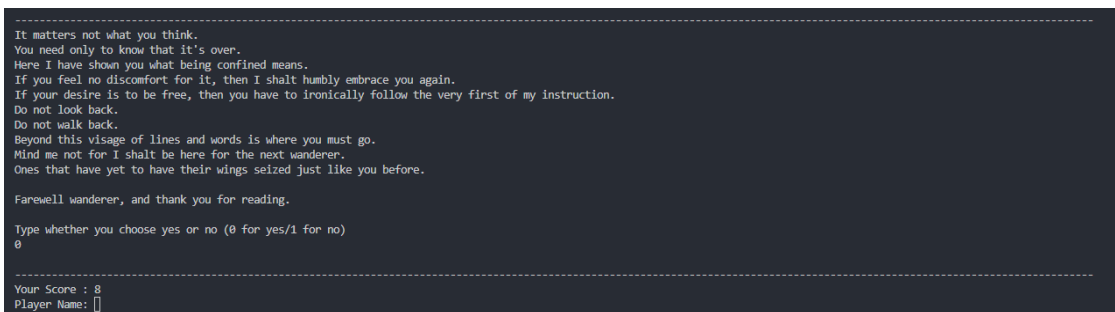 It matters not what you think.
You need only to know that it's over.
Here I have shown you what being confined means.
If you feel no discomfort for it, then I shalt humbly embrace you again.
If your desire is to be free, then you have to ironically follow the very first of my instruction.
Do not look back.
Do not walk back.
Beyond this visage of lines and words is where you must go.
Mind me not for I shalt be here for the next wanderer.
Ones that have yet to have their wings seized just like you before.
Farewell wanderer, and thank you for reading.
Type whether you choose yes or no (0 for yes/1 for no)
0
Your Score : 8
Player Name: